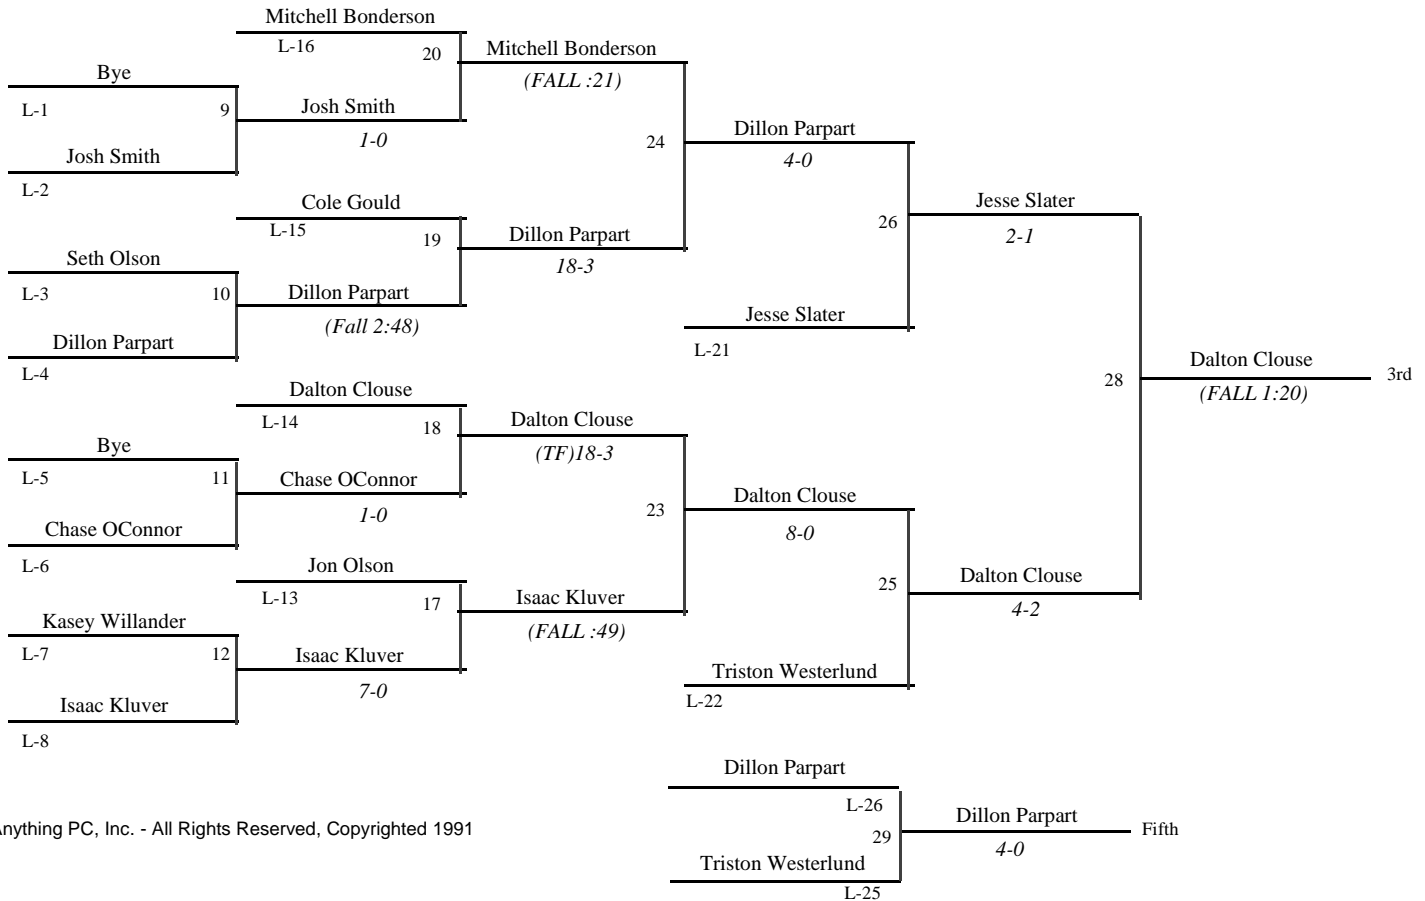 Mitchell Bonderson
L-16
20
Mitchell Bonderson
(FALL :21)
Bye
L-1
9
Josh Smith
1-0
Josh Smith
L-2
24
Dillon Parpart
4-0
Cole Gould
L-15
19
Dillon Parpart
18-3
Seth Olson
L-3
10
Dillon Parpart
(Fall 2:48)
Dillon Parpart
L-4
26
Jesse Slater
2-1
Jesse Slater
L-21
28
Dalton Clouse
(FALL 1:20)
3rd
Dalton Clouse
L-14
18
Dalton Clouse
(TF)18-3
Bye
L-5
11
Chase OConnor
1-0
Chase OConnor
L-6
23
Dalton Clouse
8-0
Jon Olson
L-13
17
Isaac Kluver
(FALL :49)
Kasey Willander
L-7
12
Isaac Kluver
7-0
Isaac Kluver
L-8
25
Dalton Clouse
4-2
Triston Westerlund
L-22
Dillon Parpart
L-26
29
Dillon Parpart
4-0
Fifth
Triston Westerlund
L-25
nything PC, Inc. - All Rights Reserved, Copyrighted 1991